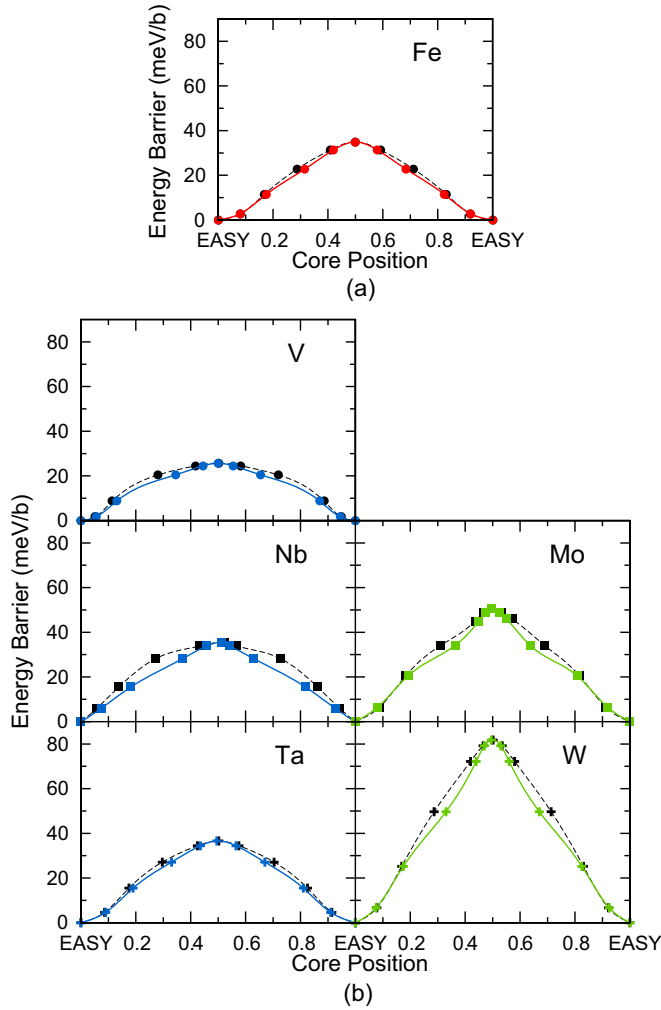 Fe
Energy Barrier (meV/b)
80
60
40
20
0
EASY 0.2 0.4 0.6 0.8 EASY
Core Position
(a)
V
80
60
40
20
0
Nb
Mo
80
60
40
20
0
Energy Barrier (meV/b)
Ta
W
80
60
40
20
0
EASY 0.2 0.4 0.6 0.8 EASY 0.2 0.4 0.6 0.8 EASY
Core Position Core Position
(b)